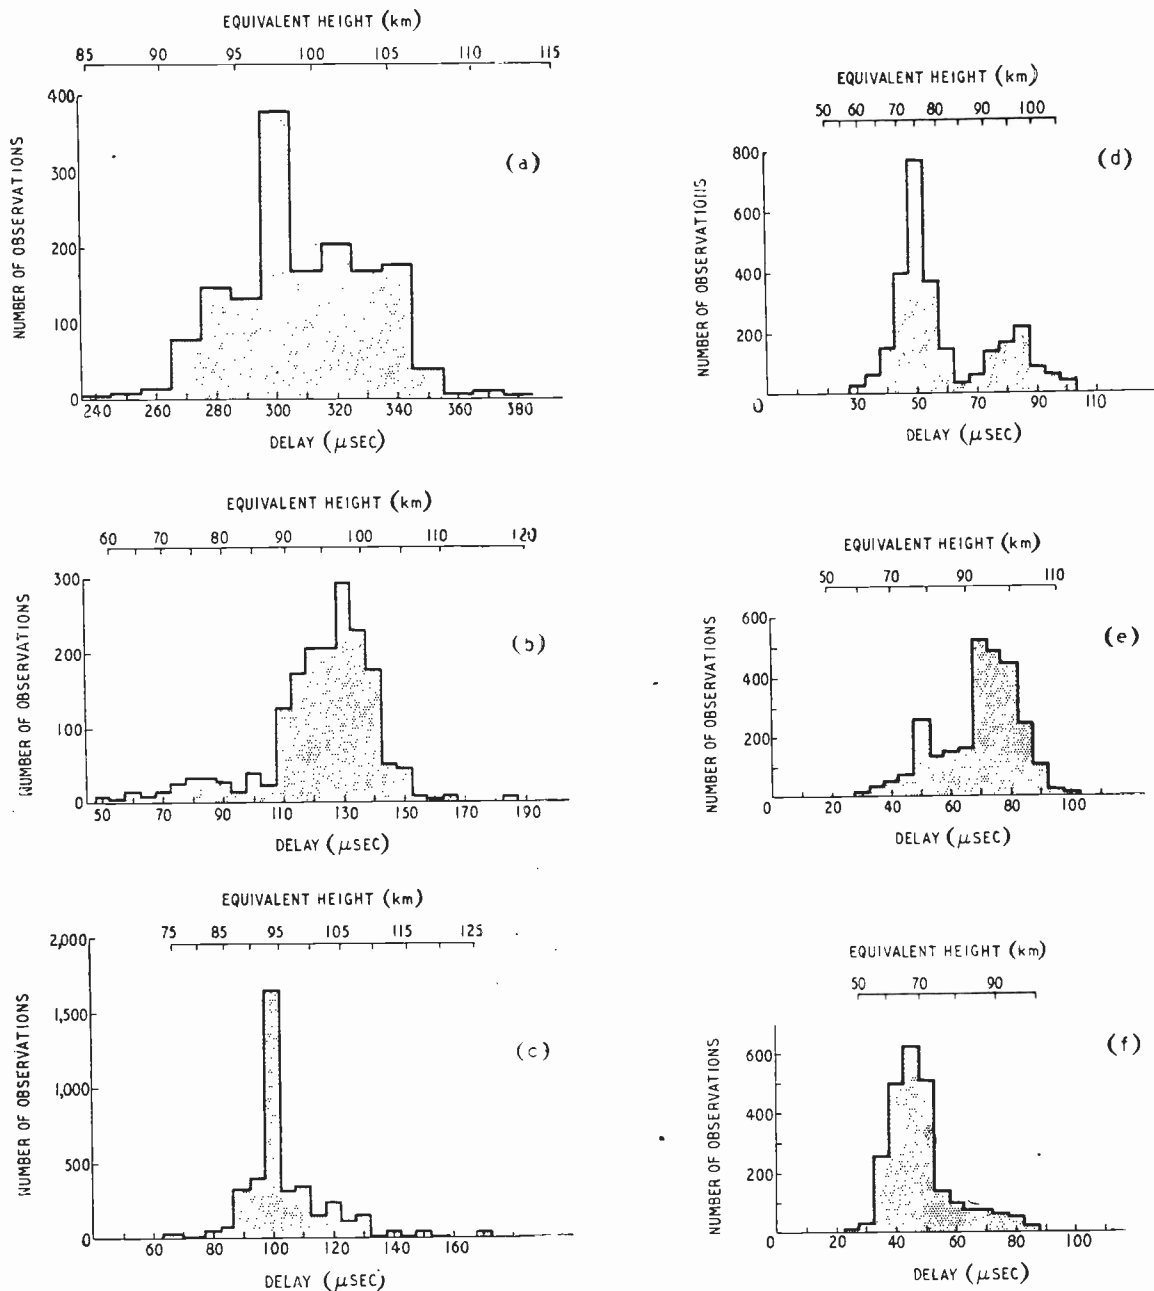 EQUIVALENT HEIGHT (km)
85 90 95 100 105 110 115
400
300
200
100
0
NUMBER OF OBSERVATIONS
(a)
240 260 280 300 320 340 360 380
DELAY (μSEC)
EQUIVALENT HEIGHT (km)
60 70 80 90 100 110 120
300
200
100
0
NUMBER OF OBSERVATIONS
(b)
50 70 90 110 130 150 170 190
DELAY (μSEC)
EQUIVALENT HEIGHT (km)
75 85 95 105 115 125
2,000
1,500
1,000
500
0
NUMBER OF OBSERVATIONS
(c)
60 80 100 120 140 160
DELAY (μSEC)
EQUIVALENT HEIGHT (km)
50 60 70 80 90 100
800
600
400
200
0
NUMBER OF OBSERVATIONS
(d)
30 50 70 90 110
DELAY (μSEC)
EQUIVALENT HEIGHT (km)
50 70 90 110
600
400
200
0
NUMBER OF OBSERVATIONS
(e)
20 40 60 80 100
DELAY (μSEC)
EQUIVALENT HEIGHT (km)
50 70 90
600
400
200
0
NUMBER OF OBSERVATIONS
(f)
20 40 60 80 100
DELAY (μSEC)